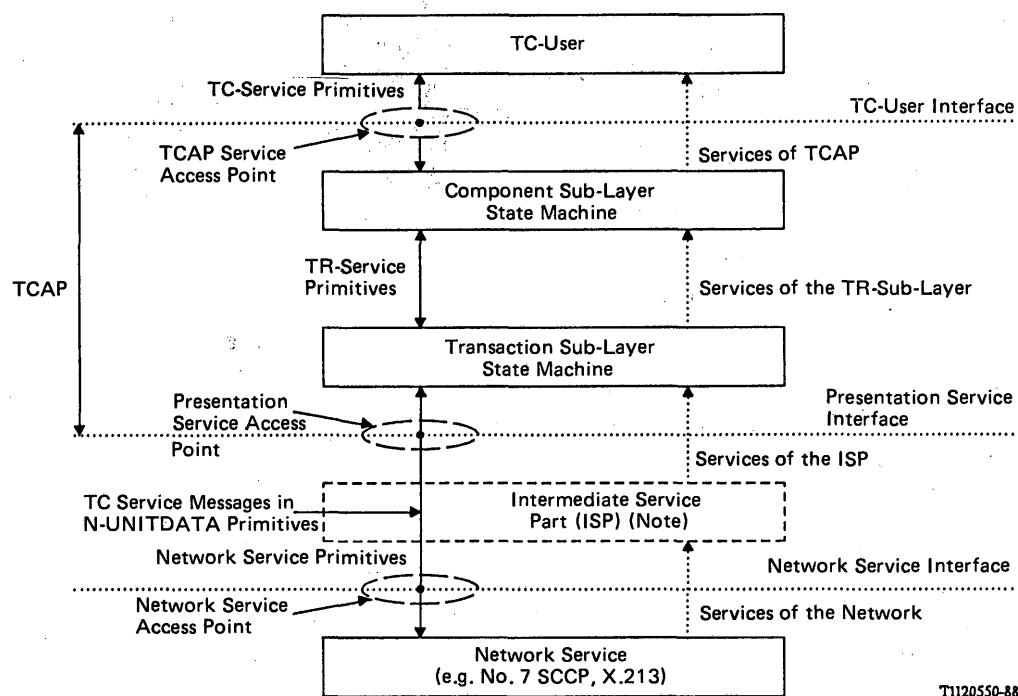 TC-User
TC-Service Primitives
TC-User Interface
TCAP Service
Access Point
Services of TCAP
Component Sub-Layer
State Machine
TCAP
TR-Service
Primitives
Services of the TR-Sub-Layer
Transaction Sub-Layer
State Machine
Presentation
Service Access
Point
Presentation Service
Interface
Services of the ISP
TC Service Messages in
N-UNITDATA Primitives
Intermediate Service
Part (ISP) (Note)
Network Service Primitives
Network Service Interface
Network Service
Access Point
Services of the Network
Network Service
(e.g. No. 7 SCCP, X.213)
T1120550-88